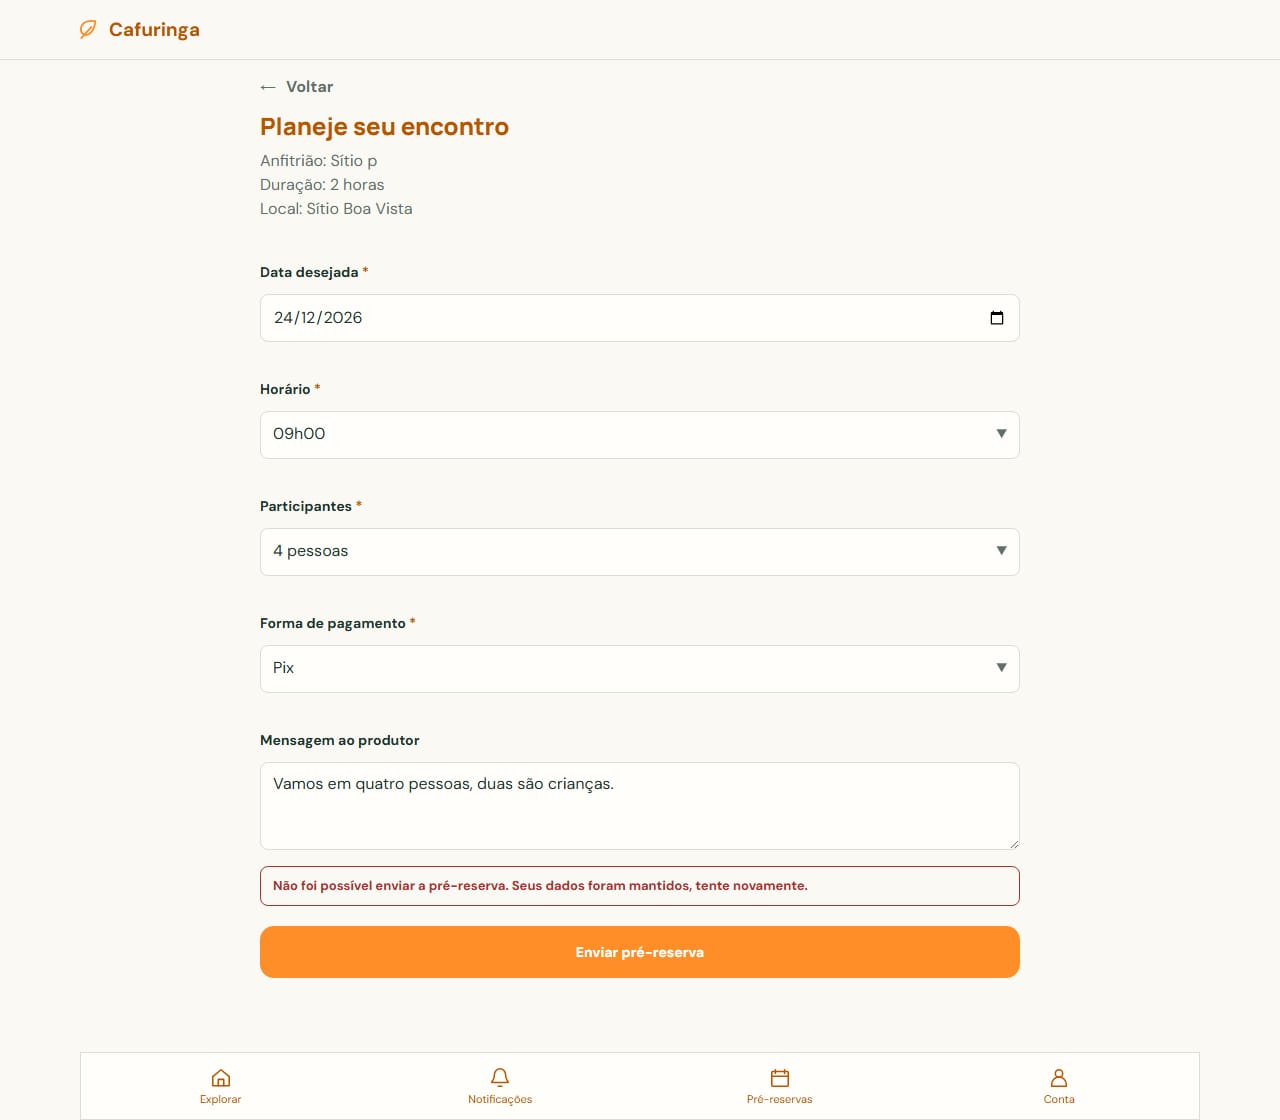 Cafuringa
← Voltar
Planeje seu encontro
Anfitrião: Sítio p
Duração: 2 horas
Local: Sítio Boa Vista
Data desejada *
24/12/2026
Horário *
09h00
Participantes *
4 pessoas
Forma de pagamento *
Pix
Mensagem ao produtor
Vamos em quatro pessoas, duas são crianças.
Não foi possível enviar a pré-reserva. Seus dados foram mantidos, tente novamente.
Enviar pré-reserva
Explorar
Notificações
Pré-reservas
Conta